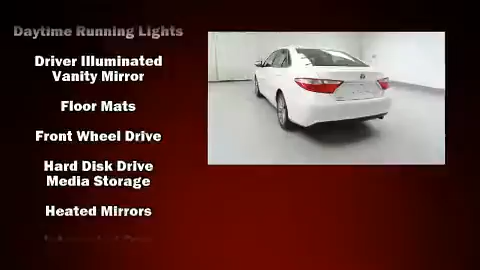 Daytime Running Lights
Driver Illuminated
Vanity Mirror
Floor Mats
Front Wheel Drive
Hard Disk Drive
Media Storage
Heated Mirrors